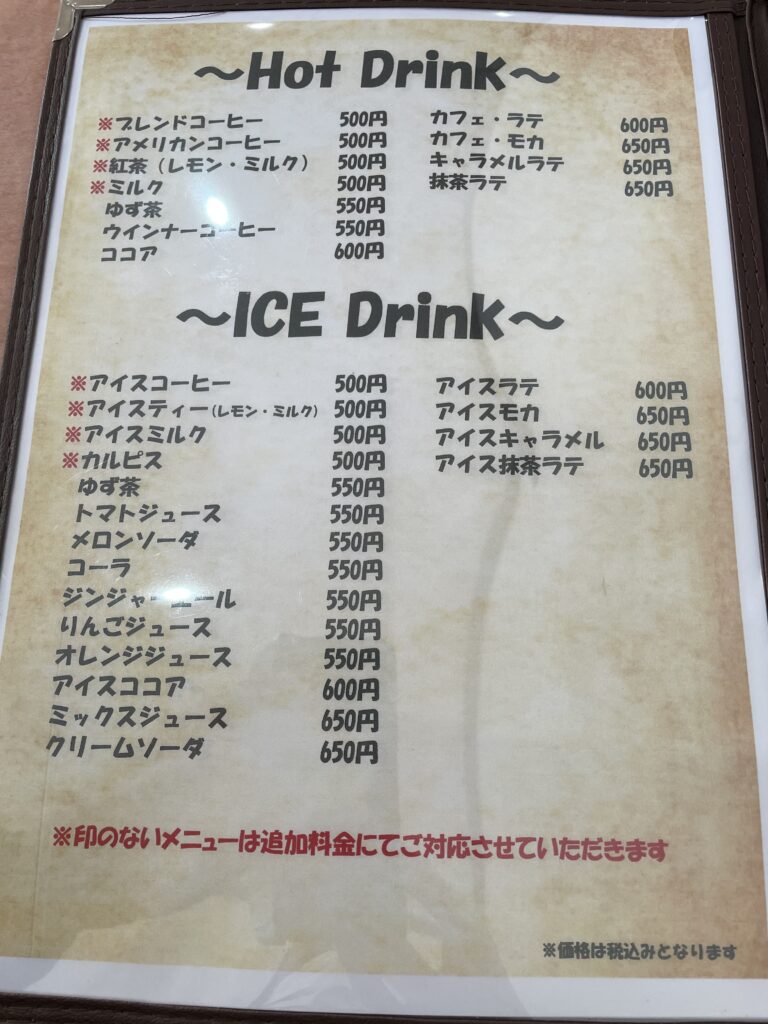 ～Hot Drink～
※ブレンドコーヒー 500円
※アメリカンコーヒー 500円
※紅茶（レモン・ミルク） 500円
※ミルク 500円
ゆず茶 550円
ウインナーコーヒー 550円
ココア 600円
カフェ・ラテ 600円
カフェ・モカ 650円
キャラメルラテ 650円
抹茶ラテ 650円
～ICE Drink～
※アイスコーヒー 500円
※アイスティー（レモン・ミルク） 500円
※アイスミルク 500円
※カルピス 500円
ゆず茶 550円
トマトジュース 550円
メロンソーダ 550円
コーラ 550円
ジンジャーエール 550円
りんごジュース 550円
オレンジジュース 550円
アイスココア 600円
ミックスジュース 650円
クリームソーダ 650円
アイスラテ 600円
アイスモカ 650円
アイスキャラメル 650円
アイス抹茶ラテ 650円
※印のないメニューは追加料金にてご対応させていただきます
※価格は税込みとなります